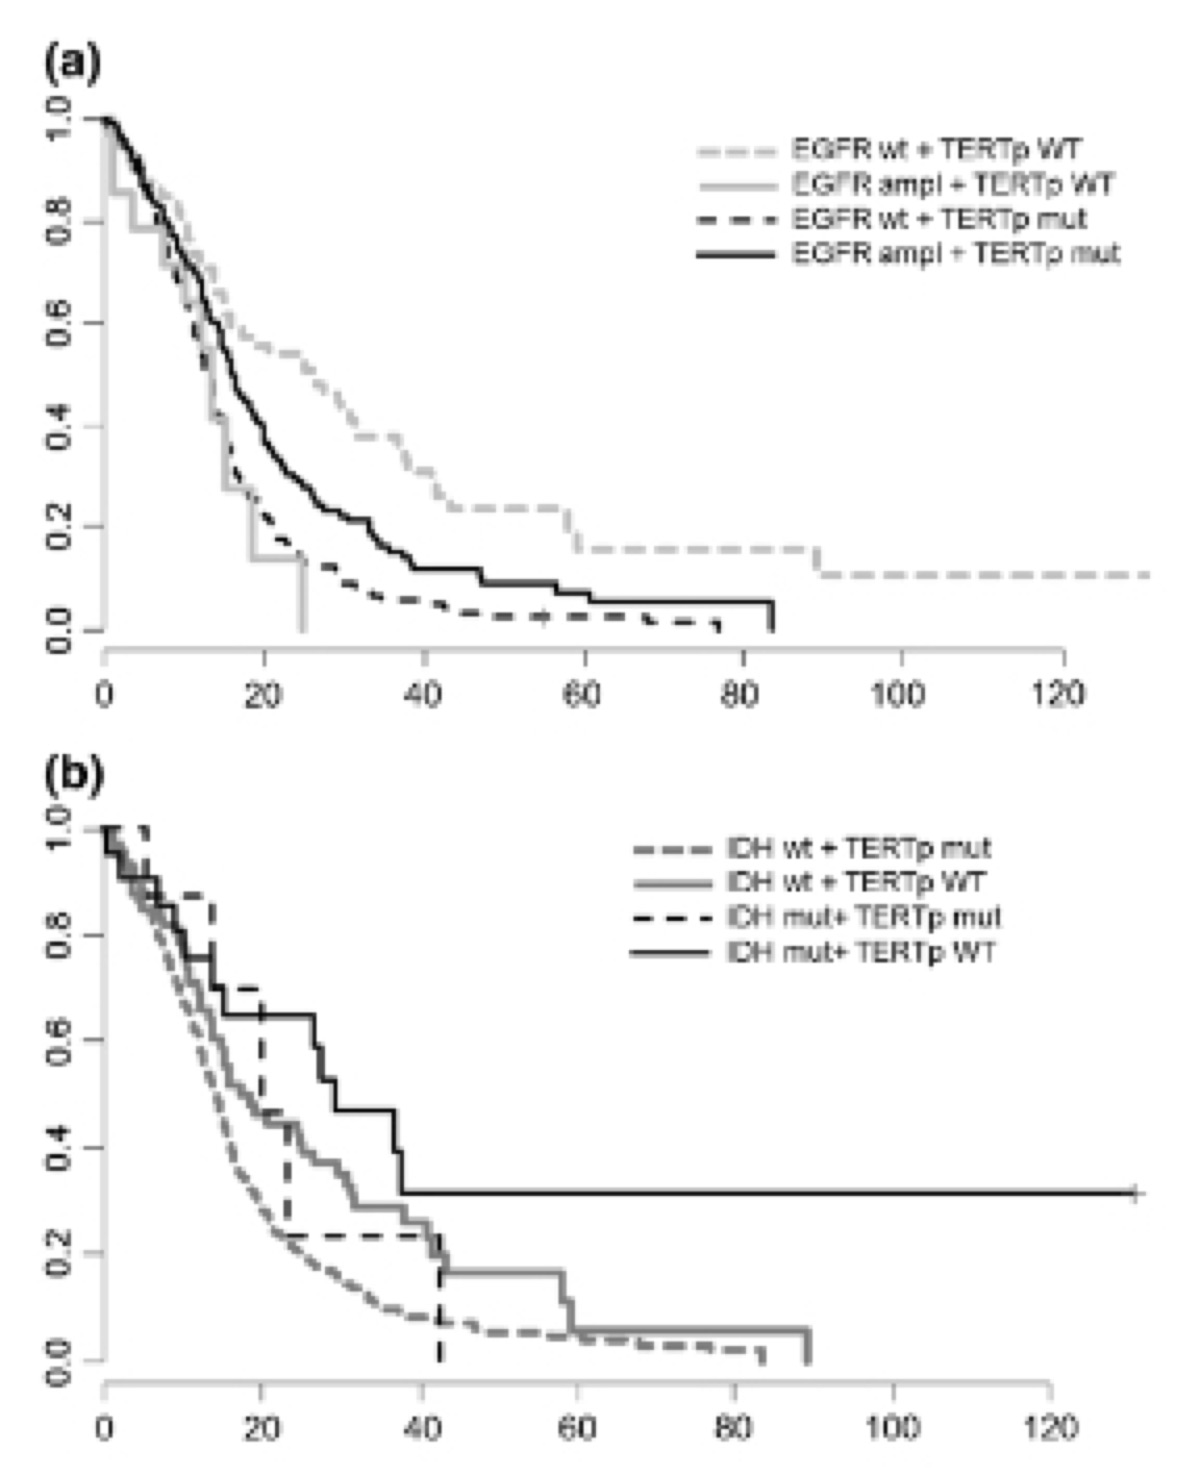 (a)
1.0
0.8
0.6
0.4
0.2
0.0
EGFR wt + TERTp WT
EGFR ampl + TERTp WT
EGFR wt + TERTp mut
EGFR ampl + TERTp mut
0 20 40 60 80 100 120
(b)
1.0
0.8
0.6
0.4
0.2
0.0
IDH wt + TERTp mut
IDH wt + TERTp WT
IDH mut+ TERTp mut
IDH mut+ TERTp WT
0 20 40 60 80 100 120